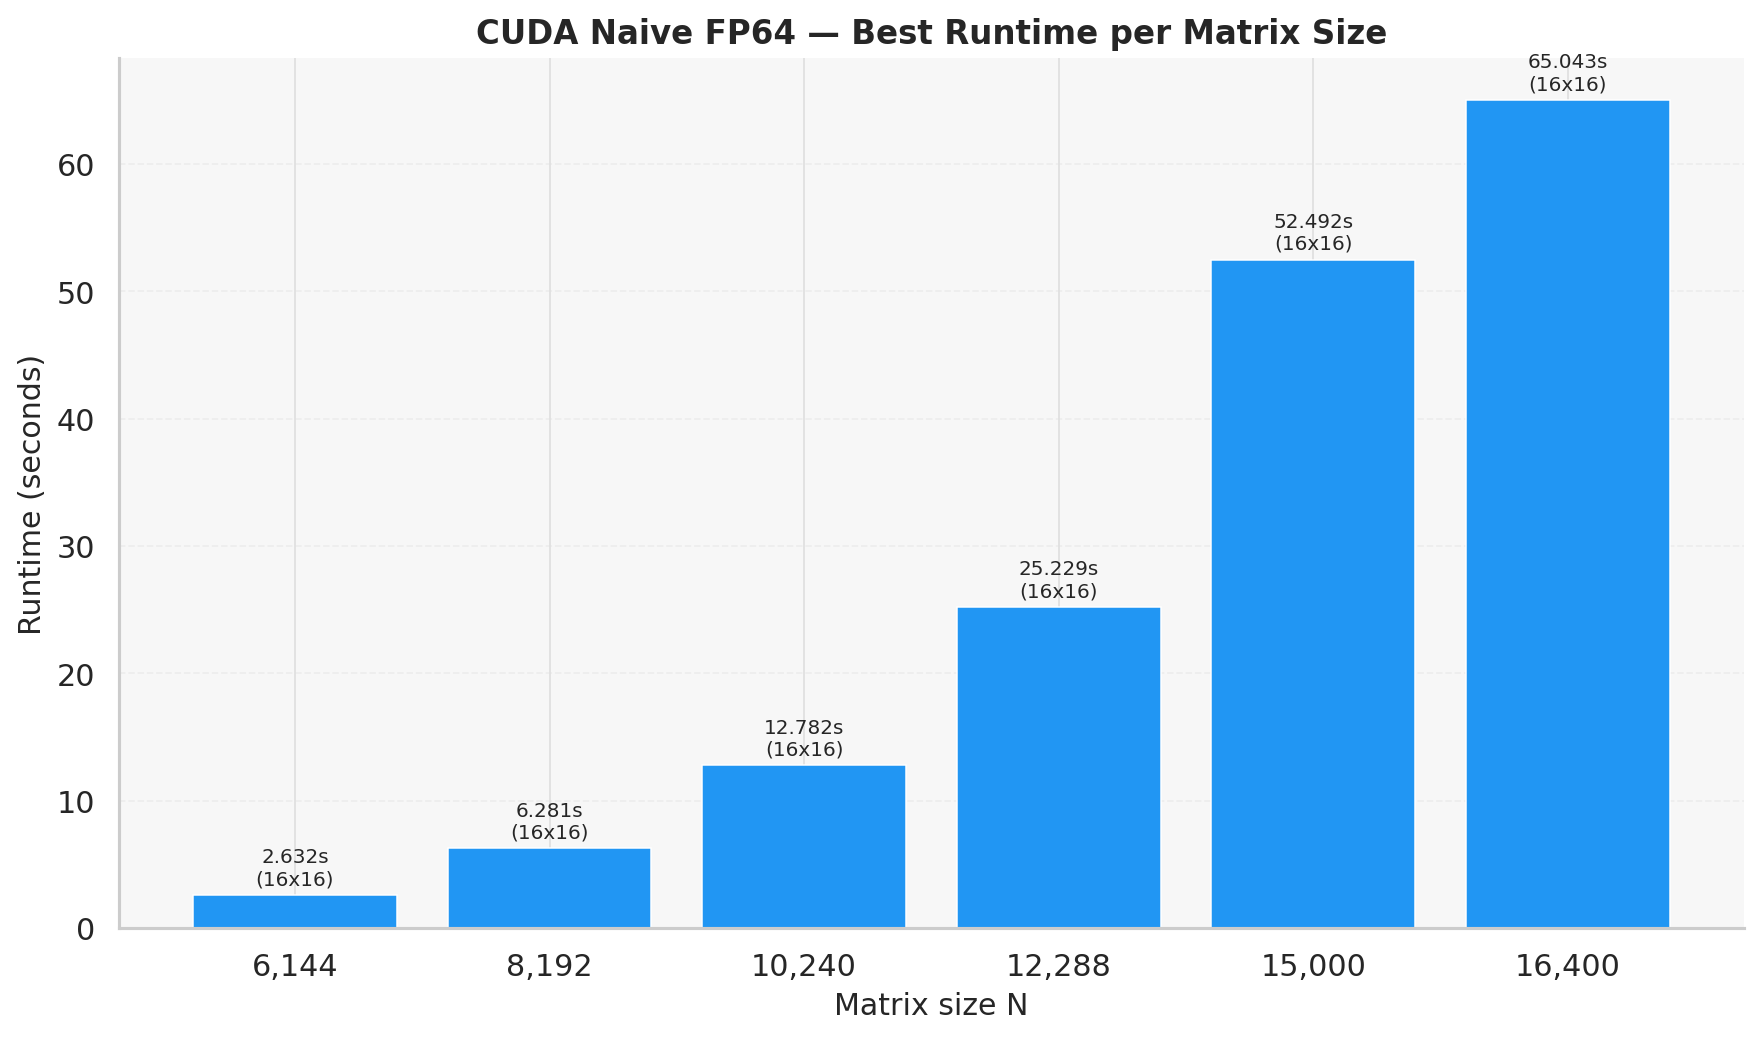 CUDA Naive FP64 — Best Runtime per Matrix Size
Runtime (seconds)
60
50
40
30
20
10
0
2.632s
(16x16)
6.281s
(16x16)
12.782s
(16x16)
25.229s
(16x16)
52.492s
(16x16)
65.043s
(16x16)
6,144
8,192
10,240
12,288
15,000
16,400
Matrix size N